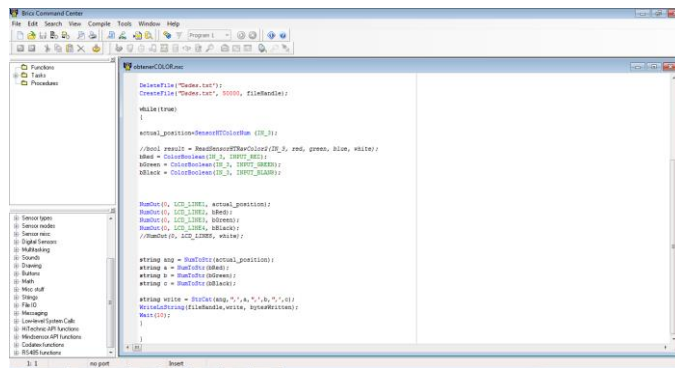 Bricx Command Center
File Edit Search View Compile Tools Window Help
Program 1
Functions
Tasks
Procedures
obtenerCOLOR.nxc
DeleteFile("Dades.txt");
CreateFile("Dades.txt", 50000, fileHandle);
while(true)
{
actual_position=SensorHTColorNum (IN_3);
//bool result = ReadSensorHTRawColor2(IN_3, red, green, blue, white);
bRed = ColorBoolean(IN_3, INPUT_RED);
bGreen = ColorBoolean(IN_3, INPUT_GREEN);
bBlack = ColorBoolean(IN_3, INPUT_BLANK);
NumOut(0, LCD_LINE1, actual_position);
NumOut(0, LCD_LINE2, bRed);
NumOut(0, LCD_LINE3, bGreen);
NumOut(0, LCD_LINE4, bBlack);
//NumOut(0, LCD_LINE8, white);
string ang = NumToStr(actual_position);
string a = NumToStr(bRed);
string b = NumToStr(bGreen);
string c = NumToStr(bBlack);
string write = StrCat(ang,",",a,",",b,",",c);
WriteLnString(fileHandle,write, bytesWritten);
Wait(10);
}
}
Sensor types
Sensor modes
Sensor misc
Digital Sensors
Multitasking
Sounds
Drawing
Buttons
Math
Misc stuff
Strings
File IO
Messaging
Low-level System Calls
HiTechnic API functions
Mindsensors API functions
Codatex functions
RS485 functions
1: 1 no port Insert